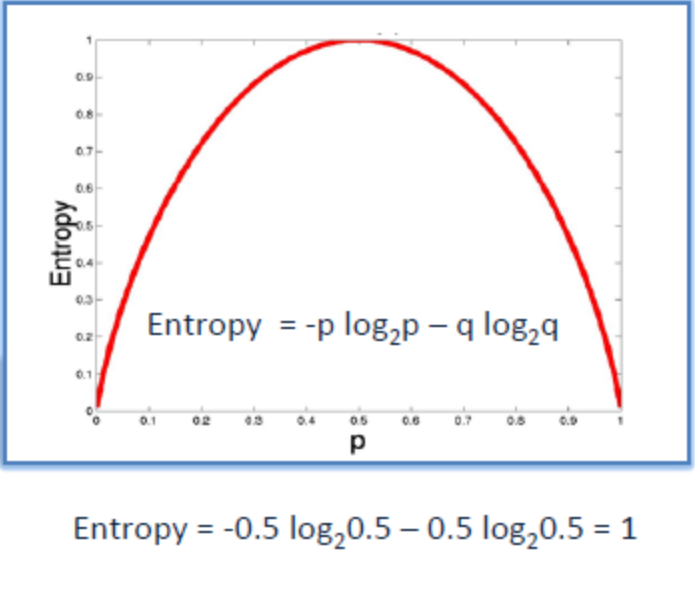 1
0.9
0.8
0.7
0.6
0.5
0.4
0.3
0.2
0.1
0
Entropy
Entropy = -p log₂p – q log₂q
0 0.1 0.2 0.3 0.4 0.5 0.6 0.7 0.8 0.9 1
p
Entropy = -0.5 log₂0.5 – 0.5 log₂0.5 = 1